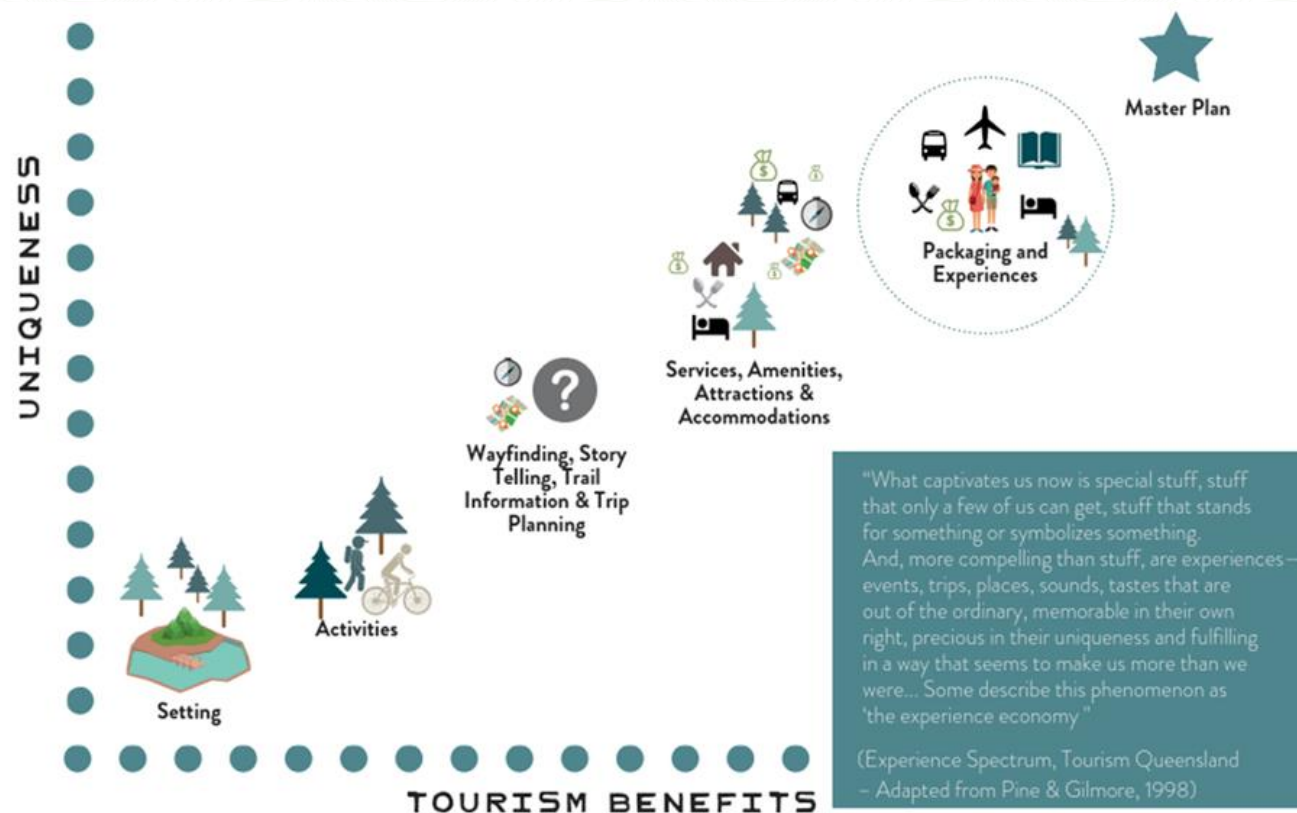 UNIQUENESS
Master Plan
Packaging and
Experiences
Services, Amenities,
Attractions &
Accommodations
Wayfinding, Story
Telling, Trail
Information & Trip
Planning
Activities
Setting
TOURISM BENEFITS
“What captivates us now is special stuff, stuff
that only a few of us can get, stuff that stands
for something or symbolizes something.
And, more compelling than stuff, are experiences—
events, trips, places, sounds, tastes that are
out of the ordinary, memorable in their own
right, precious in their uniqueness and fulfilling
in a way that seems to make us more than we
were... Some describe this phenomenon as
‘the experience economy ”
(Experience Spectrum, Tourism Queensland
– Adapted from Pine & Gilmore, 1998)